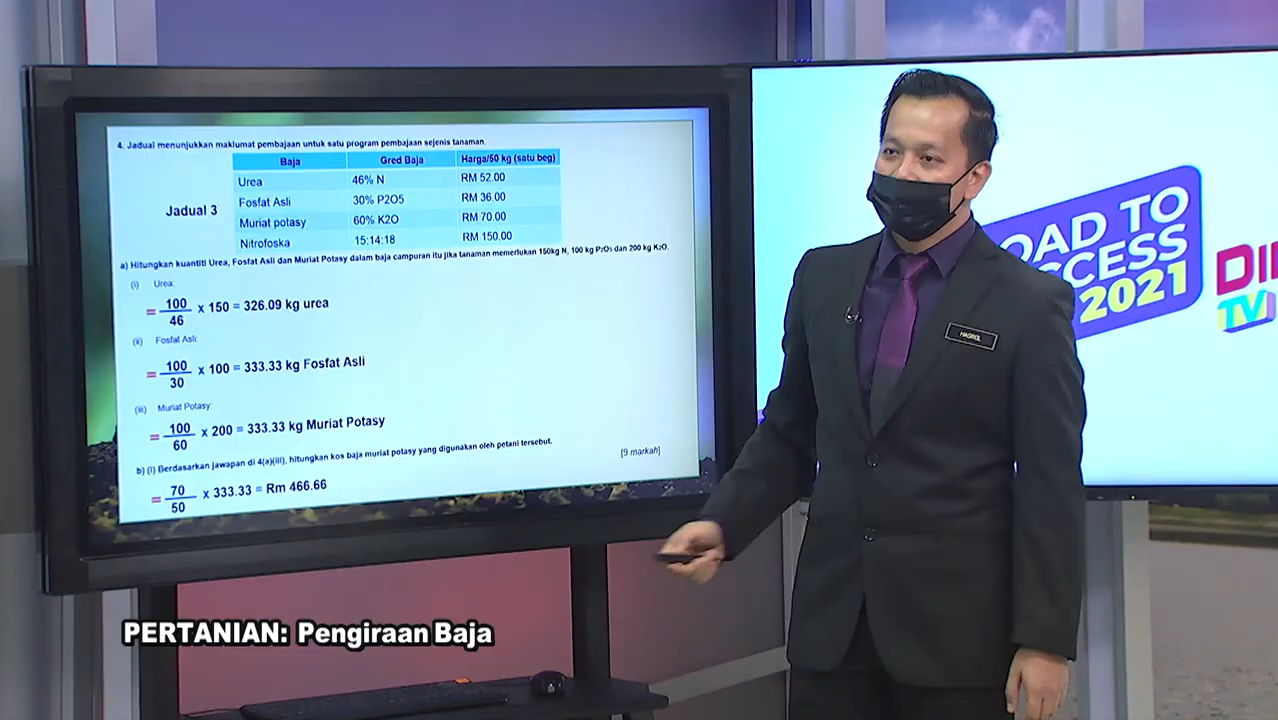 4. Jadual menunjukkan maklumat pembajaan untuk satu program pembajaan sejenis tanaman.
Baja Gred Baja Harga/50 kg (satu beg)
Urea 46% N RM 52.00
Fosfat Asli 30% P2O5 RM 36.00
Jadual 3
Muriat potasy 60% K2O RM 70.00
Nitrofoska 15:14:18 RM 150.00
a) Hitungkan kuantiti Urea, Fosfat Asli dan Muriat Potasy dalam baja campuran itu jika tanaman memerlukan 150kg N, 100 kg P2O5 dan 200 kg K2O.
(i) Urea:
= 100/46 x 150 = 326.09 kg urea
(ii) Fosfat Asli:
= 100/30 x 100 = 333.33 kg Fosfat Asli
(iii) Muriat Potasy:
= 100/60 x 200 = 333.33 kg Muriat Potasy
b) (i) Berdasarkan jawapan di 4(a)(iii), hitungkan kos baja muriat potasy yang digunakan oleh petani tersebut.
[9 markah]
= 70/50 x 333.33 = Rm 466.66
OAD TO
CCESS
2021
DI
TV
HASROL
PERTANIAN: Pengiraan Baja